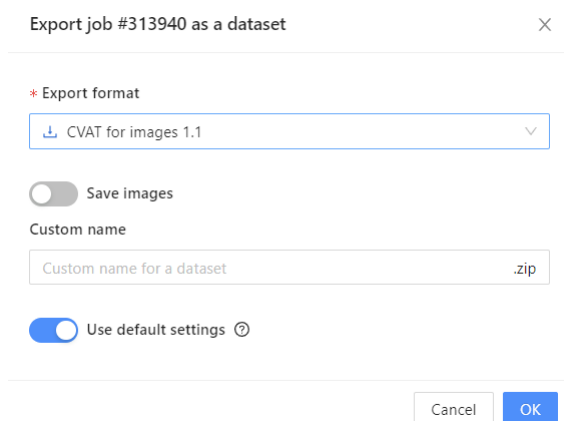 Export job #313940 as a dataset
* Export format
CVAT for images 1.1
Save images
Custom name
Custom name for a dataset .zip
Use default settings
Cancel OK